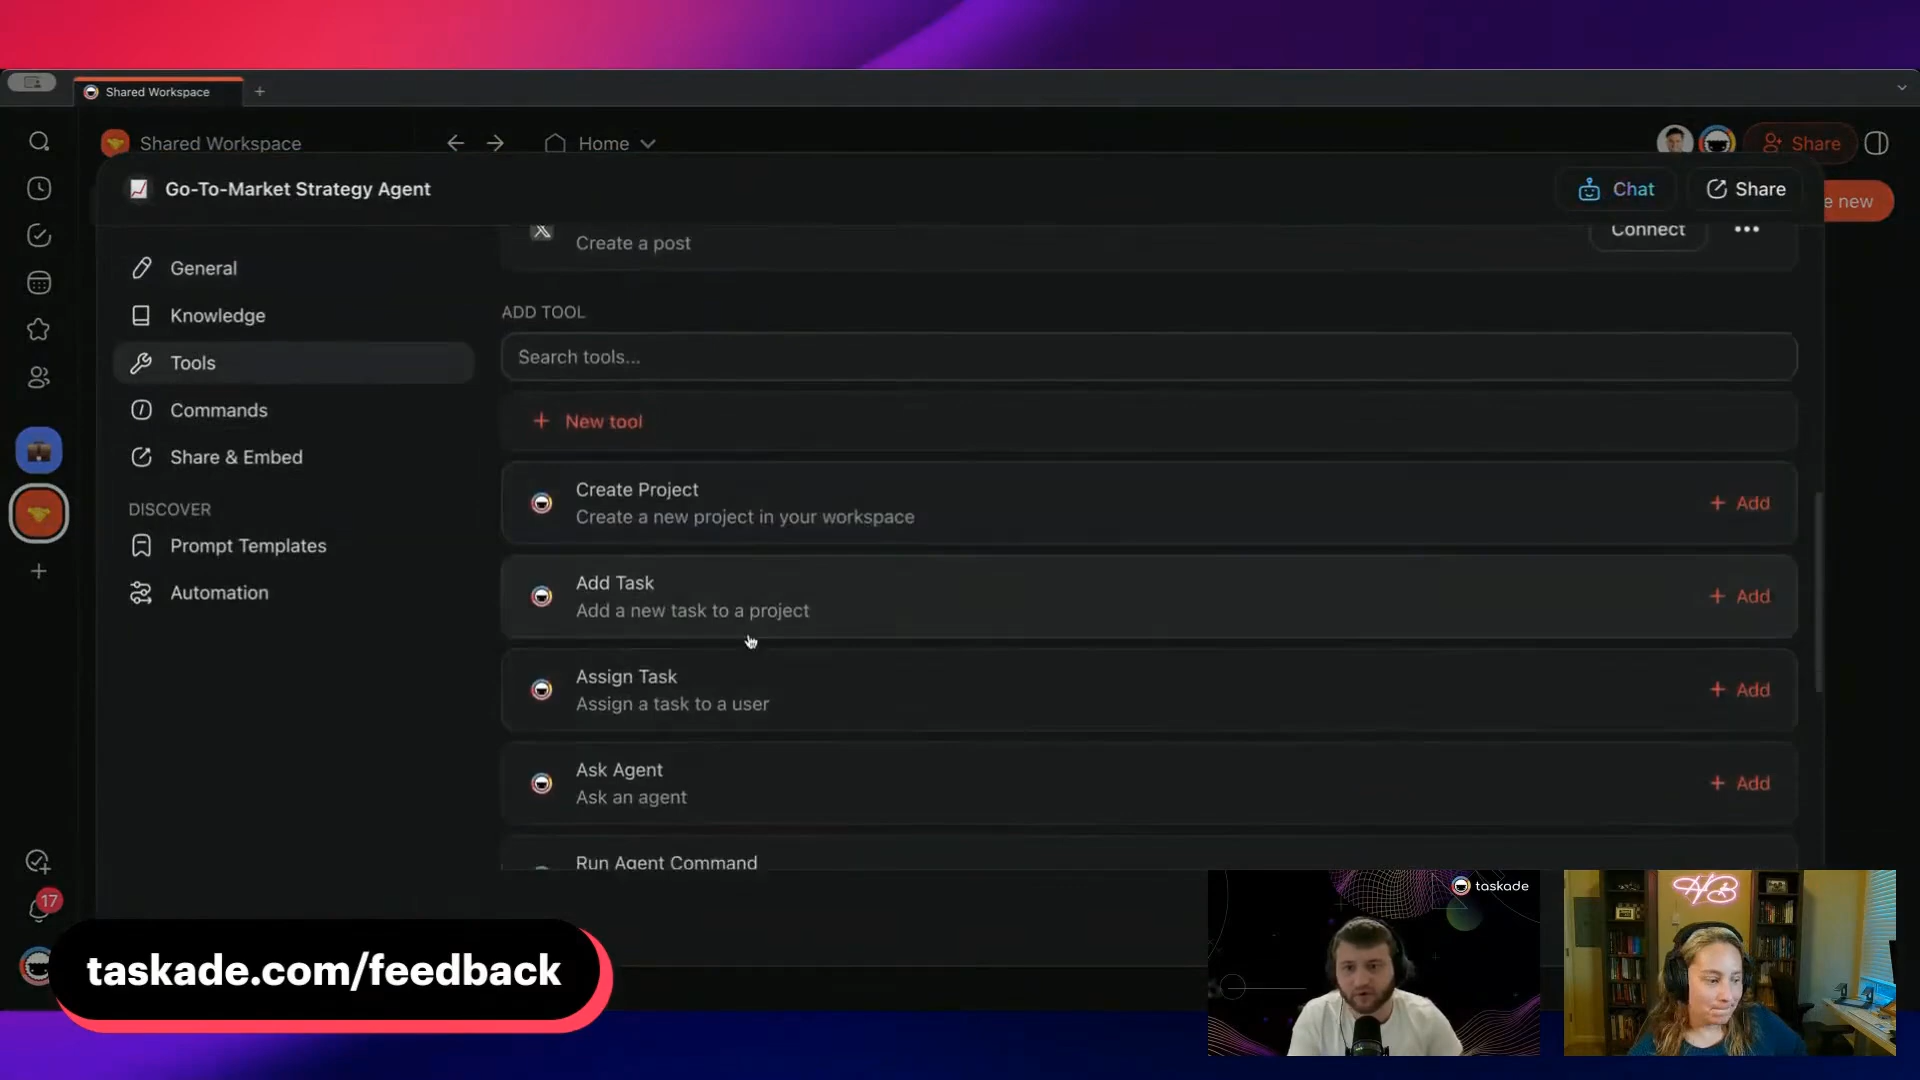 Shared Workspace
Shared Workspace
Home
Share
Go-To-Market Strategy Agent
Chat
Share
e new
General
Knowledge
Tools
Commands
Share & Embed
DISCOVER
Prompt Templates
Automation
X
Create a post
Connect
ADD TOOL
Search tools...
+ New tool
Create Project
Create a new project in your workspace
+ Add
Add Task
Add a new task to a project
+ Add
Assign Task
Assign a task to a user
+ Add
Ask Agent
Ask an agent
+ Add
Run Agent Command
17
taskade.com/feedback
taskade
HB